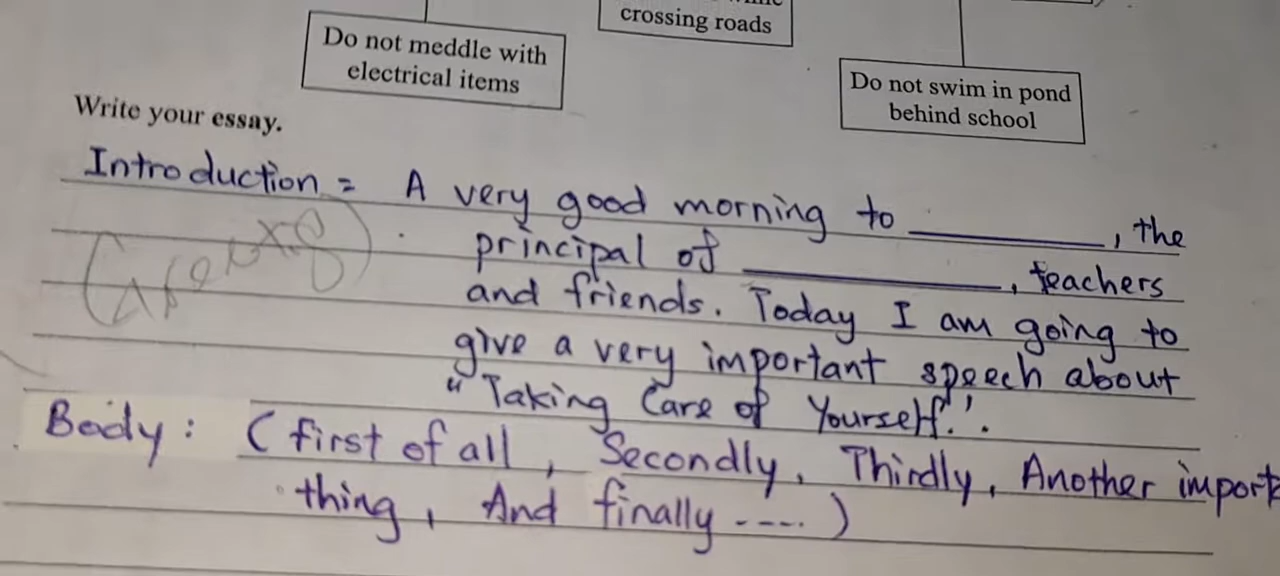 crossing roads
Do not meddle with
electrical items
Do not swim in pond
behind school
Write your essay.
Introduction = A very good morning to ________, the
principal of ________, teachers
and friends. Today I am going to
give a very important speech about
"Taking Care of Yourself".
Body: (first of all, Secondly, Thirdly, Another import
thing, And finally ----- )